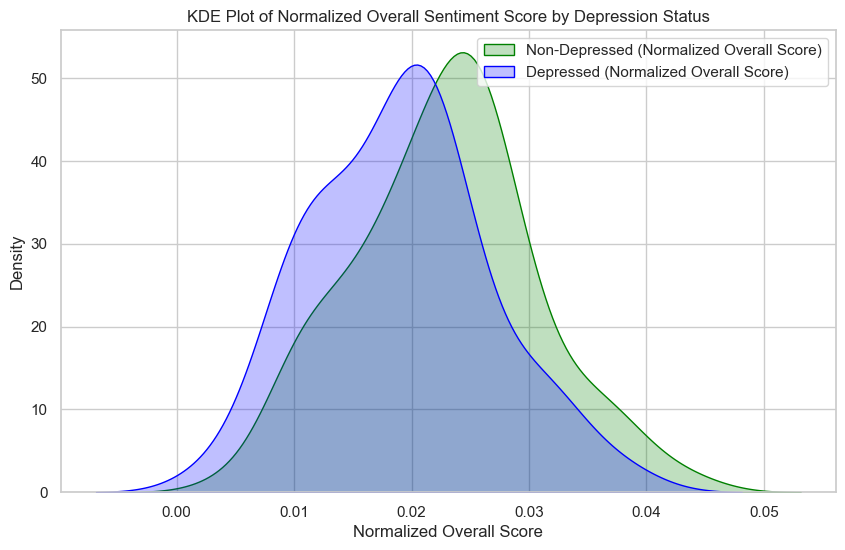 KDE Plot of Normalized Overall Sentiment Score by Depression Status
Non-Depressed (Normalized Overall Score)
Depressed (Normalized Overall Score)
50
40
30
20
10
0
Density
0.00 0.01 0.02 0.03 0.04 0.05
Normalized Overall Score